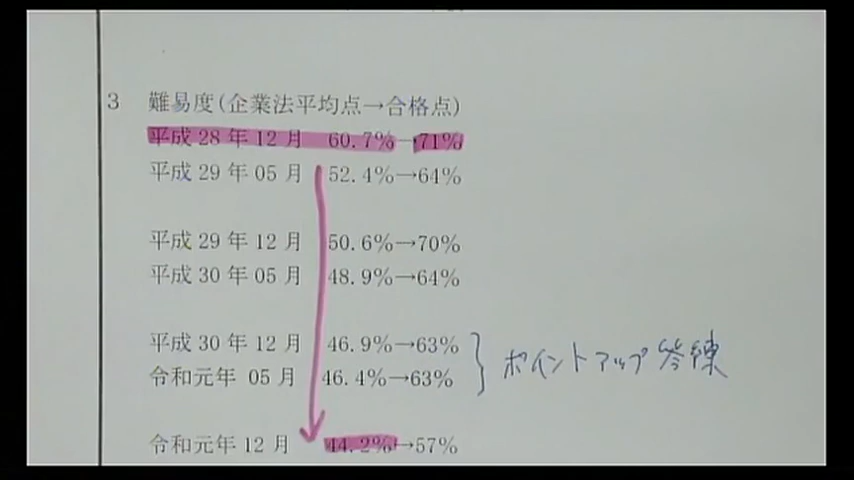 3 難易度(企業法平均点→合格点)
平成 28 年 12 月 60.7%→71%
平成 29 年 05 月 52.4%→64%
平成 29 年 12 月 50.6%→70%
平成 30 年 05 月 48.9%→64%
平成 30 年 12 月 46.9%→63%
令和元年 05 月 46.4%→63%
ポイントアップ答練
令和元年 12 月 44.2%→57%